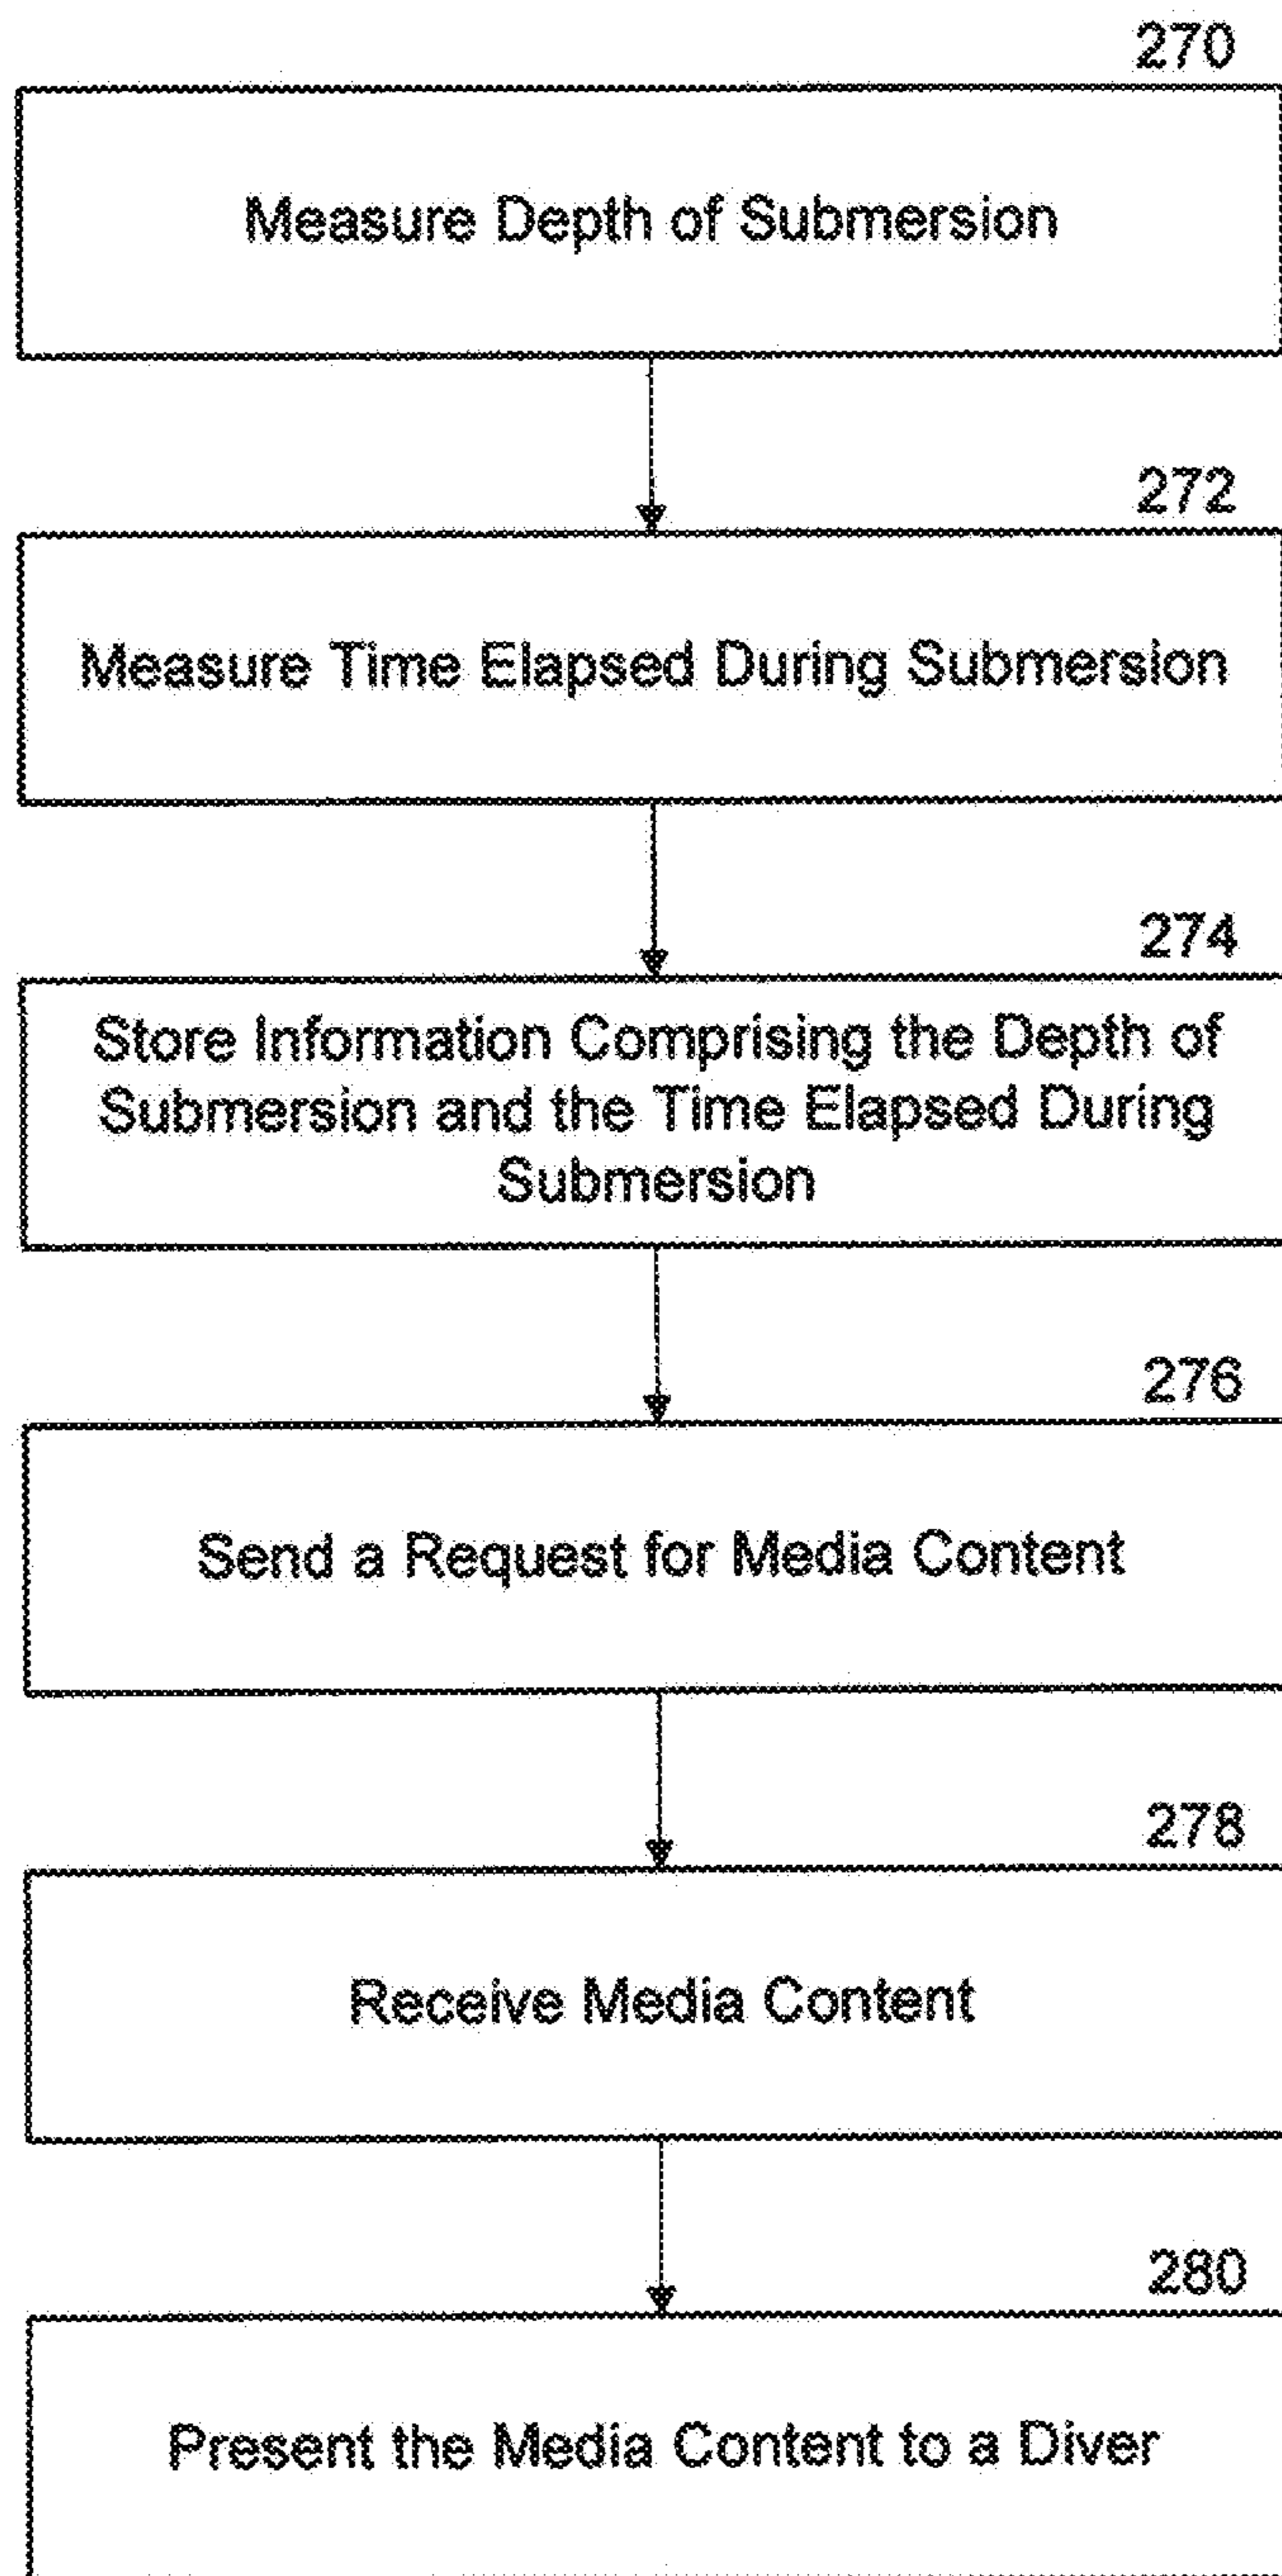 270
Measure Depth of Submersion
272
Measure Time Elapsed During Submersion
274
Store Information Comprising the Depth of
Submersion and the Time Elapsed During
Submersion
276
Send a Request for Media Content
278
Receive Media Content
280
Present the Media Content to a Diver